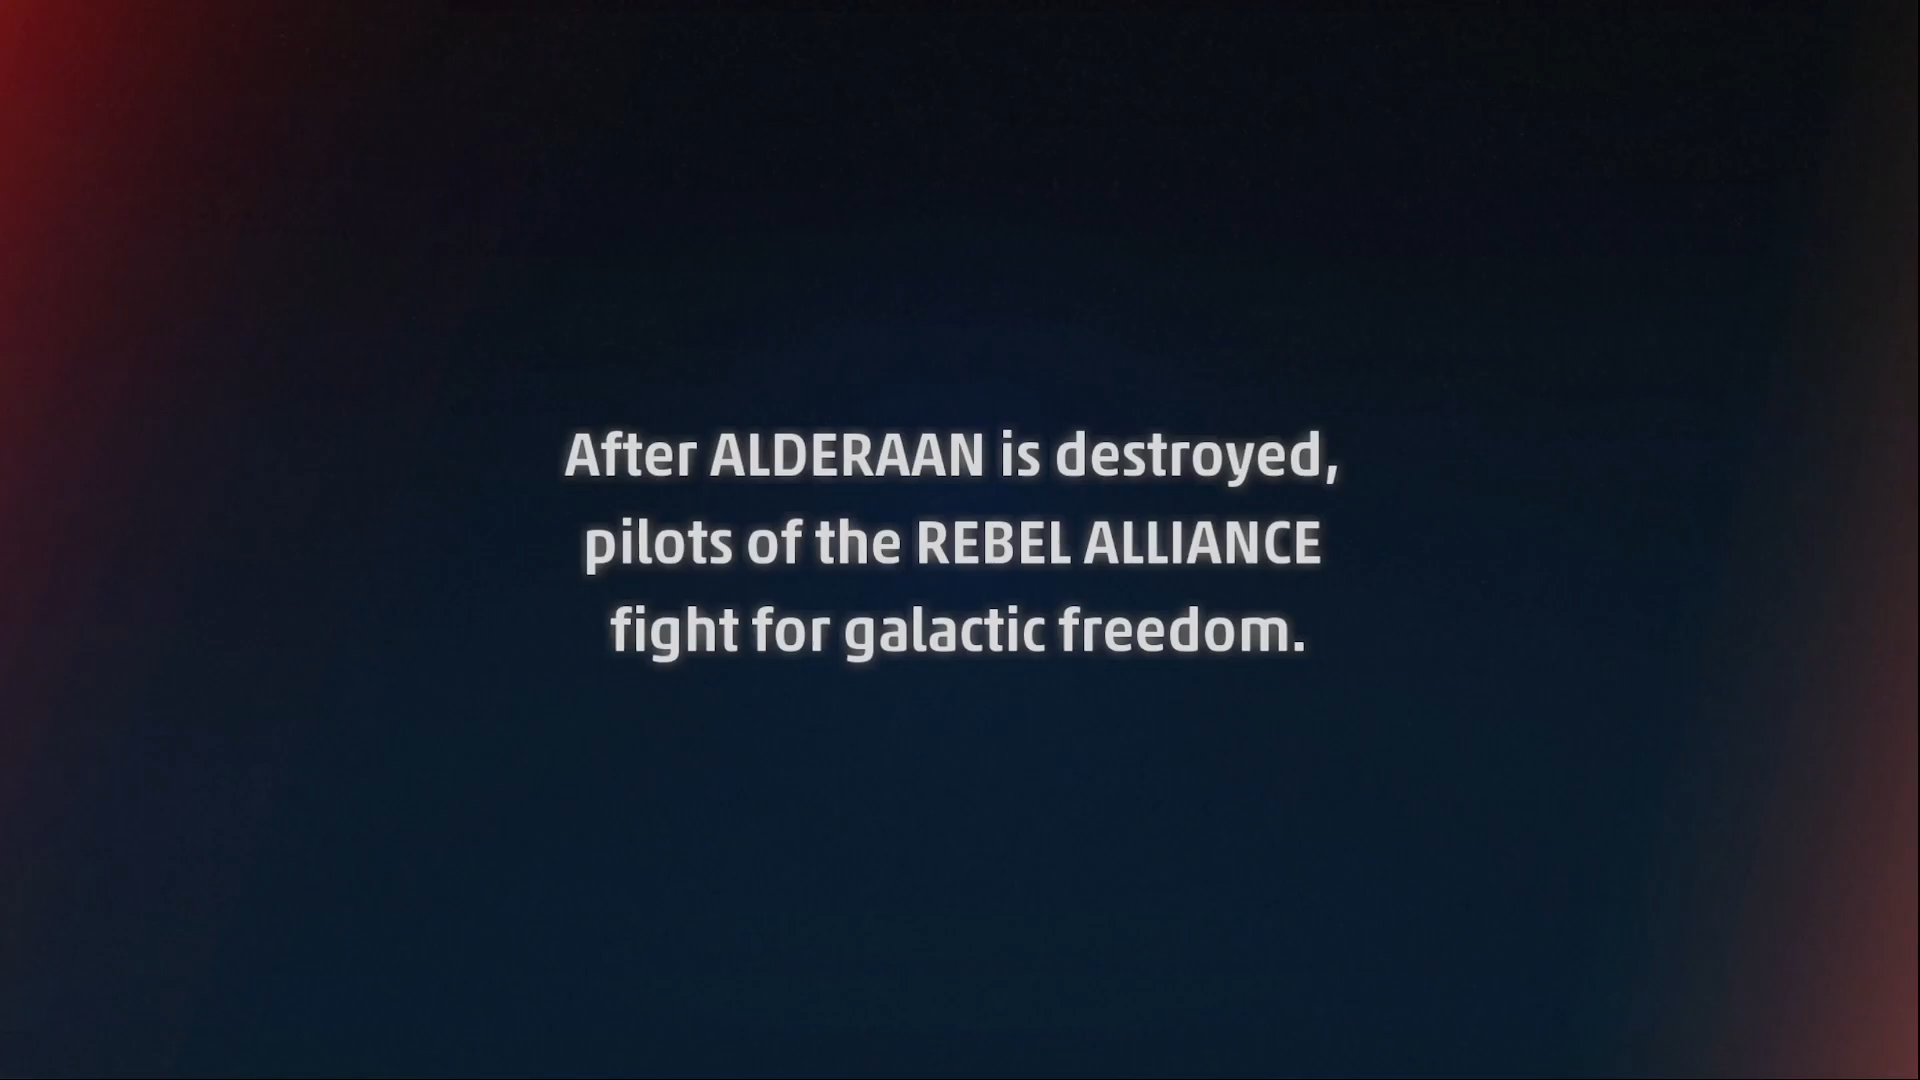 After ALDERAAN is destroyed,
pilots of the REBEL ALLIANCE
fight for galactic freedom.